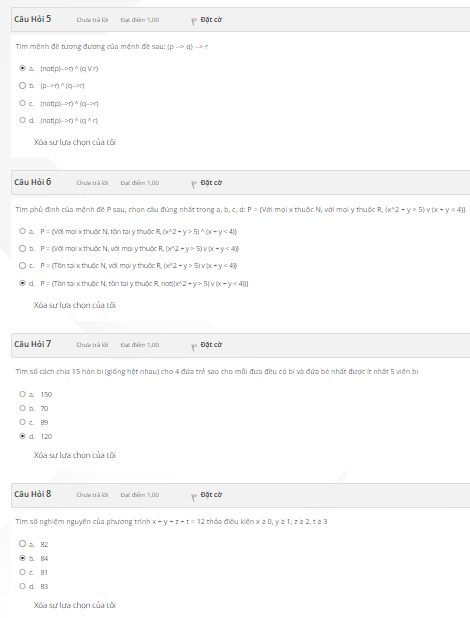 Câu Hỏi 5 Chưa trả lời Đạt điểm 1,00 Đặt cờ
Tìm mệnh đề tương đương của mệnh đề sau: (p --> q) --> r
a. (not(p)-->r) ^ (q V r)
b. (p-->r) ^ (q-->r)
c. (not(p)-->r) ^ (q-->r)
d. (not(p)-->r) ^ (q ^ r)
Xóa sự lựa chọn của tôi
Câu Hỏi 6 Chưa trả lời Đạt điểm 1,00 Đặt cờ
Tìm phủ định của mệnh đề P sau, chọn câu đúng nhất trong a, b, c, d: P = {Với mọi x thuộc N, với mọi y thuộc R, (x^2 + y > 5) v (x + y < 4)}
a. P = {Với mọi x thuộc N, tồn tại y thuộc R, (x^2 + y > 5) ^ (x + y < 4)}
b. P = {Với mọi x thuộc N, với mọi y thuộc R, (x^2 + y > 5) v (x + y < 4)}
c. P = {Tồn tại x thuộc N, với mọi y thuộc R, (x^2 + y > 5) v (x + y < 4)}
d. P = {Tồn tại x thuộc N, tồn tại y thuộc R, not((x^2 + y > 5) v (x + y < 4))}
Xóa sự lựa chọn của tôi
Câu Hỏi 7 Chưa trả lời Đạt điểm 1,00 Đặt cờ
Tìm số cách chia 15 hòn bi (giống hệt nhau) cho 4 đứa trẻ sao cho mỗi đưa đều có bi và đứa bé nhất được ít nhất 5 viên bi
a. 150
b. 70
c. 89
d. 120
Xóa sự lựa chọn của tôi
Câu Hỏi 8 Chưa trả lời Đạt điểm 1,00 Đặt cờ
Tìm số nghiệm nguyên của phương trình x + y + z + t = 12 thỏa điều kiện x ≥ 0, y ≥ 1, z ≥ 2, t ≥ 3
a. 82
b. 84
c. 81
d. 83
Xóa sự lựa chọn của tôi